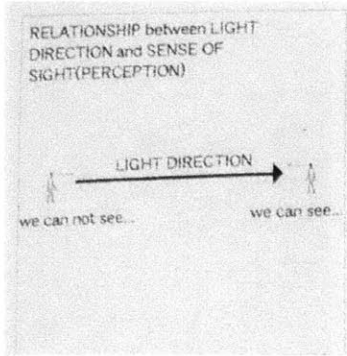 RELATIONSHIP between LIGHT
DIRECTION and SENSE OF
SIGHT(PERCEPTION)
LIGHT DIRECTION
we can not see...
we can see...